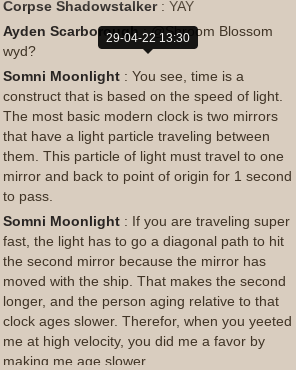 Corpse Shadowstalker : YAY
Ayden Scarbo om Blossom
29-04-22 13:30
wyd?
Somni Moonlight : You see, time is a
construct that is based on the speed of light.
The most basic modern clock is two mirrors
that have a light particle traveling between
them. This particle of light must travel to one
mirror and back to point of origin for 1 second
to pass.
Somni Moonlight : If you are traveling super
fast, the light has to go a diagonal path to hit
the second mirror because the mirror has
moved with the ship. That makes the second
longer, and the person aging relative to that
clock ages slower. Therefor, when you yeeted
me at high velocity, you did me a favor by
making me age slower